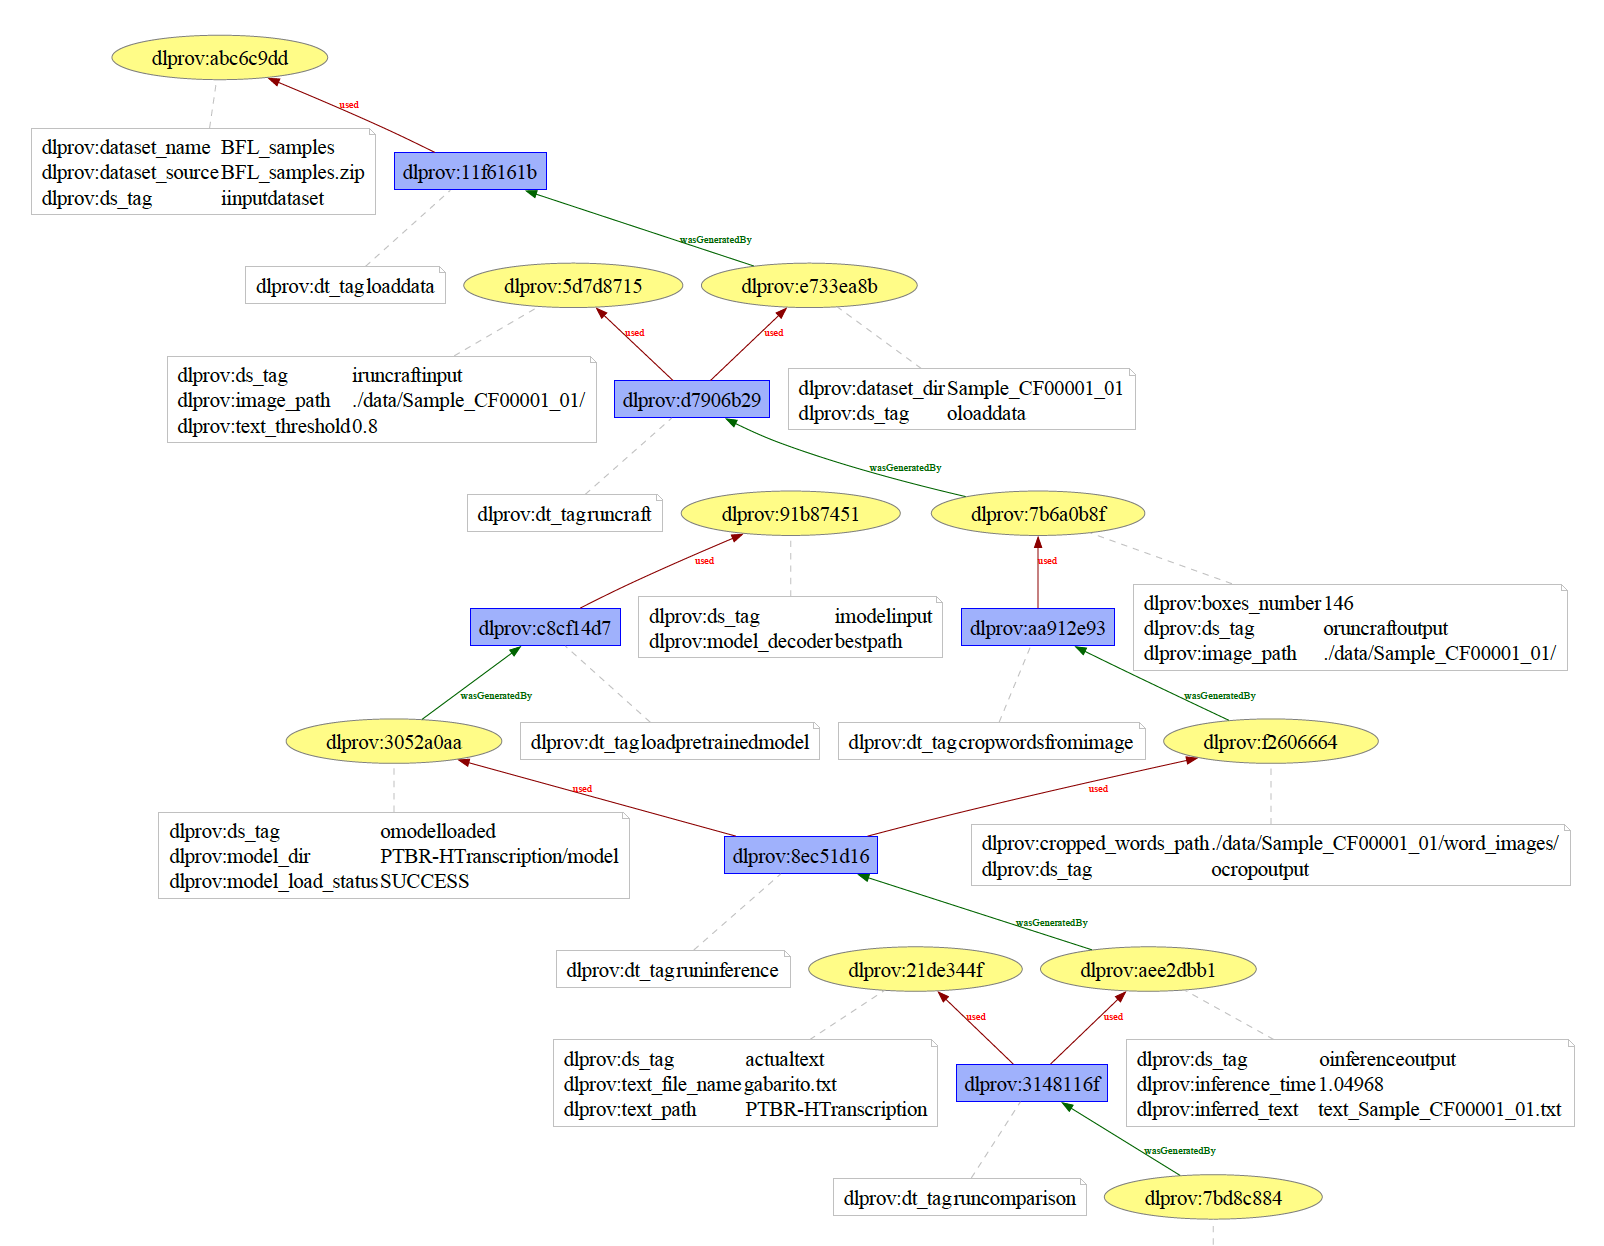 dlprov:abc6c9dd
used
dlprov:dataset_name BFL_samples
dlprov:dataset_source BFL_samples.zip
dlprov:ds_tag iinputdataset
dlprov:11f6161b
wasGeneratedBy
dlprov:dt_tag loaddata
dlprov:5d7d8715
dlprov:e733ea8b
used
used
dlprov:ds_tag iruncraftinput
dlprov:image_path ./data/Sample_CF00001_01/
dlprov:text_threshold 0.8
dlprov:d7906b29
dlprov:dataset_dir Sample_CF00001_01
dlprov:ds_tag oloaddata
wasGeneratedBy
dlprov:dt_tag runcraft
dlprov:91b87451
dlprov:7b6a0b8f
used
used
dlprov:c8cf14d7
dlprov:ds_tag imodelinput
dlprov:model_decoder bestpath
dlprov:aa912e93
dlprov:boxes_number 146
dlprov:ds_tag oruncraftoutput
dlprov:image_path ./data/Sample_CF00001_01/
wasGeneratedBy
wasGeneratedBy
dlprov:3052a0aa
dlprov:dt_tag loadpretrainedmodel
dlprov:dt_tag cropwordsfromimage
dlprov:f2606664
used
used
dlprov:ds_tag omodelloaded
dlprov:model_dir PTBR-HTranscription/model
dlprov:model_load_status SUCCESS
dlprov:8ec51d16
dlprov:cropped_words_path ./data/Sample_CF00001_01/word_images/
dlprov:ds_tag ocropoutput
wasGeneratedBy
dlprov:dt_tag runinference
dlprov:21de344f
dlprov:aee2dbb1
used
used
dlprov:ds_tag actualtext
dlprov:text_file_name gabarito.txt
dlprov:text_path PTBR-HTranscription
dlprov:3148116f
dlprov:ds_tag oinferenceoutput
dlprov:inference_time 1.04968
dlprov:inferred_text text_Sample_CF00001_01.txt
wasGeneratedBy
dlprov:dt_tag runcomparison
dlprov:7bd8c884